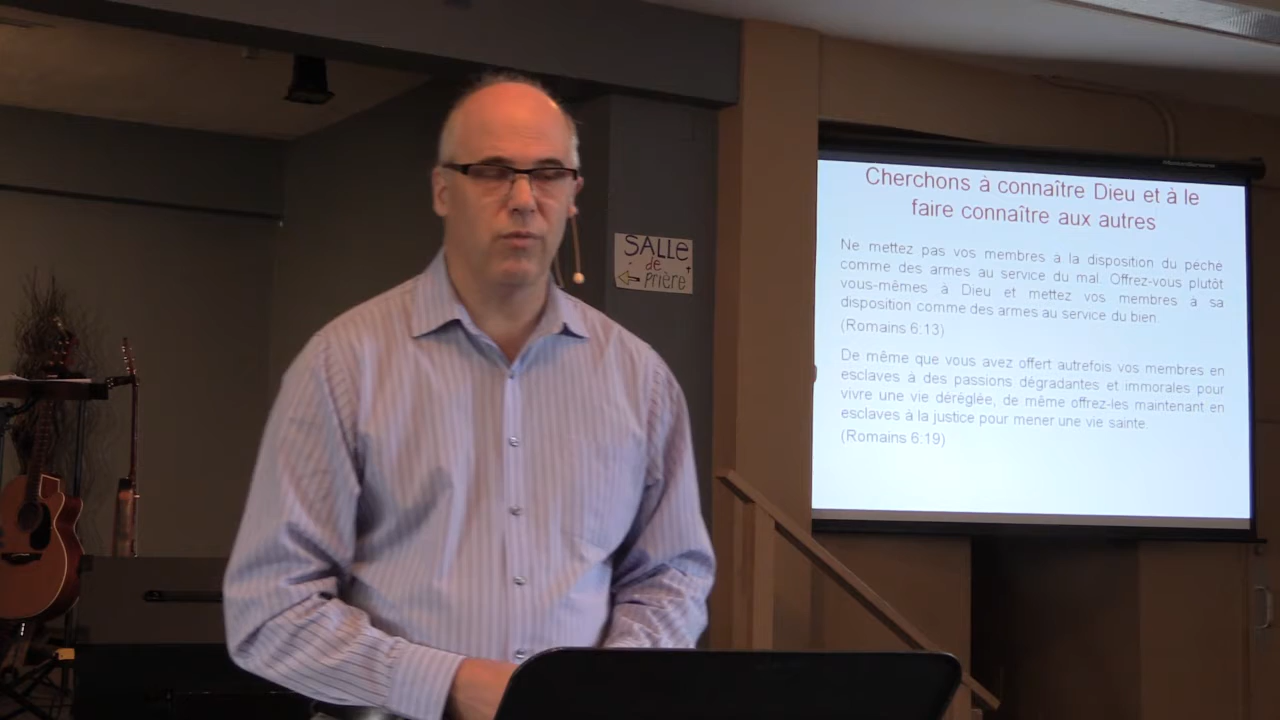 SALLE
de
Prière
Cherchons à connaître Dieu et à le
faire connaître aux autres
Ne mettez pas vos membres à la disposition du péché
comme des armes au service du mal. Offrez-vous plutôt
vous-mêmes à Dieu et mettez vos membres à sa
disposition comme des armes au service du bien.
(Romains 6:13)
De même que vous avez offert autrefois vos membres en
esclaves à des passions dégradantes et immorales pour
vivre une vie déréglée, de même offrez-les maintenant en
esclaves à la justice pour mener une vie sainte.
(Romains 6:19)